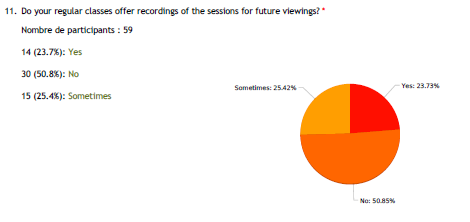 11. Do your regular classes offer recordings of the sessions for future viewings? *
Nombre de participants : 59
14 (23.7%): Yes
30 (50.8%): No
15 (25.4%): Sometimes
Sometimes: 25.42%
Yes: 23.73%
No: 50.85%